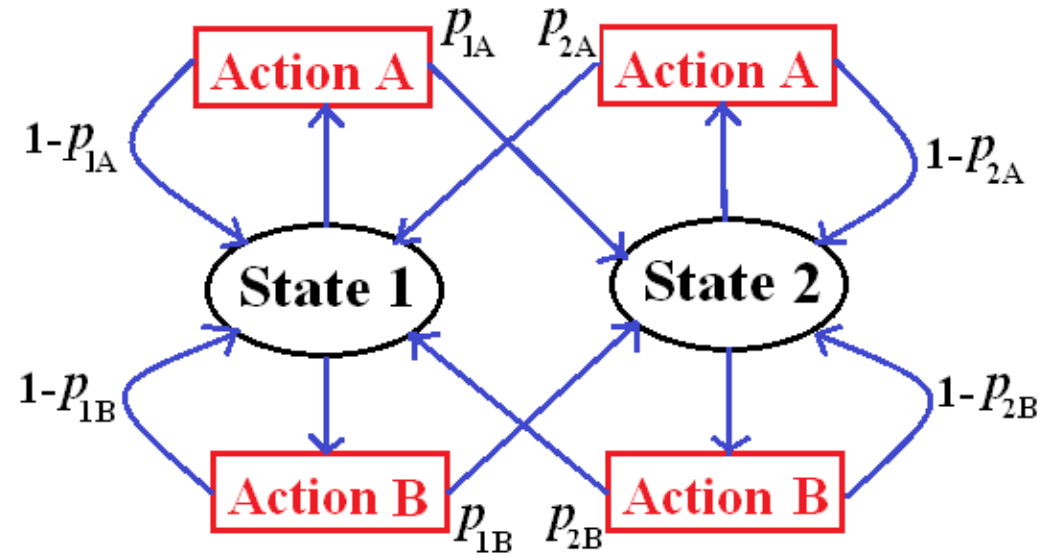 p1A p2A
Action A Action A
1-p1A 1-p2A
State 1 State 2
1-p1B 1-p2B
Action B Action B
p1B p2B